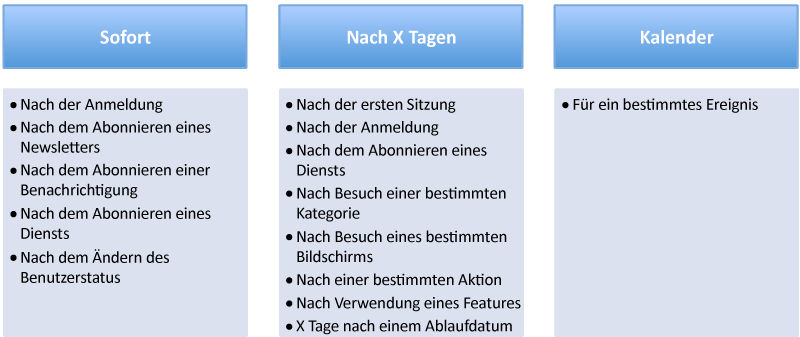 Sofort
• Nach der Anmeldung
• Nach dem Abonnieren eines
Newsletters
• Nach dem Abonnieren einer
Benachrichtigung
• Nach dem Abonnieren eines
Diensts
• Nach dem Ändern des
Benutzerstatus
Nach X Tagen
• Nach der ersten Sitzung
• Nach der Anmeldung
• Nach dem Abonnieren eines
Diensts
• Nach Besuch einer bestimmten
Kategorie
• Nach Besuch eines bestimmten
Bildschirms
• Nach einer bestimmten Aktion
• Nach Verwendung eines Features
• X Tage nach einem Ablaufdatum
Kalender
• Für ein bestimmtes Ereignis